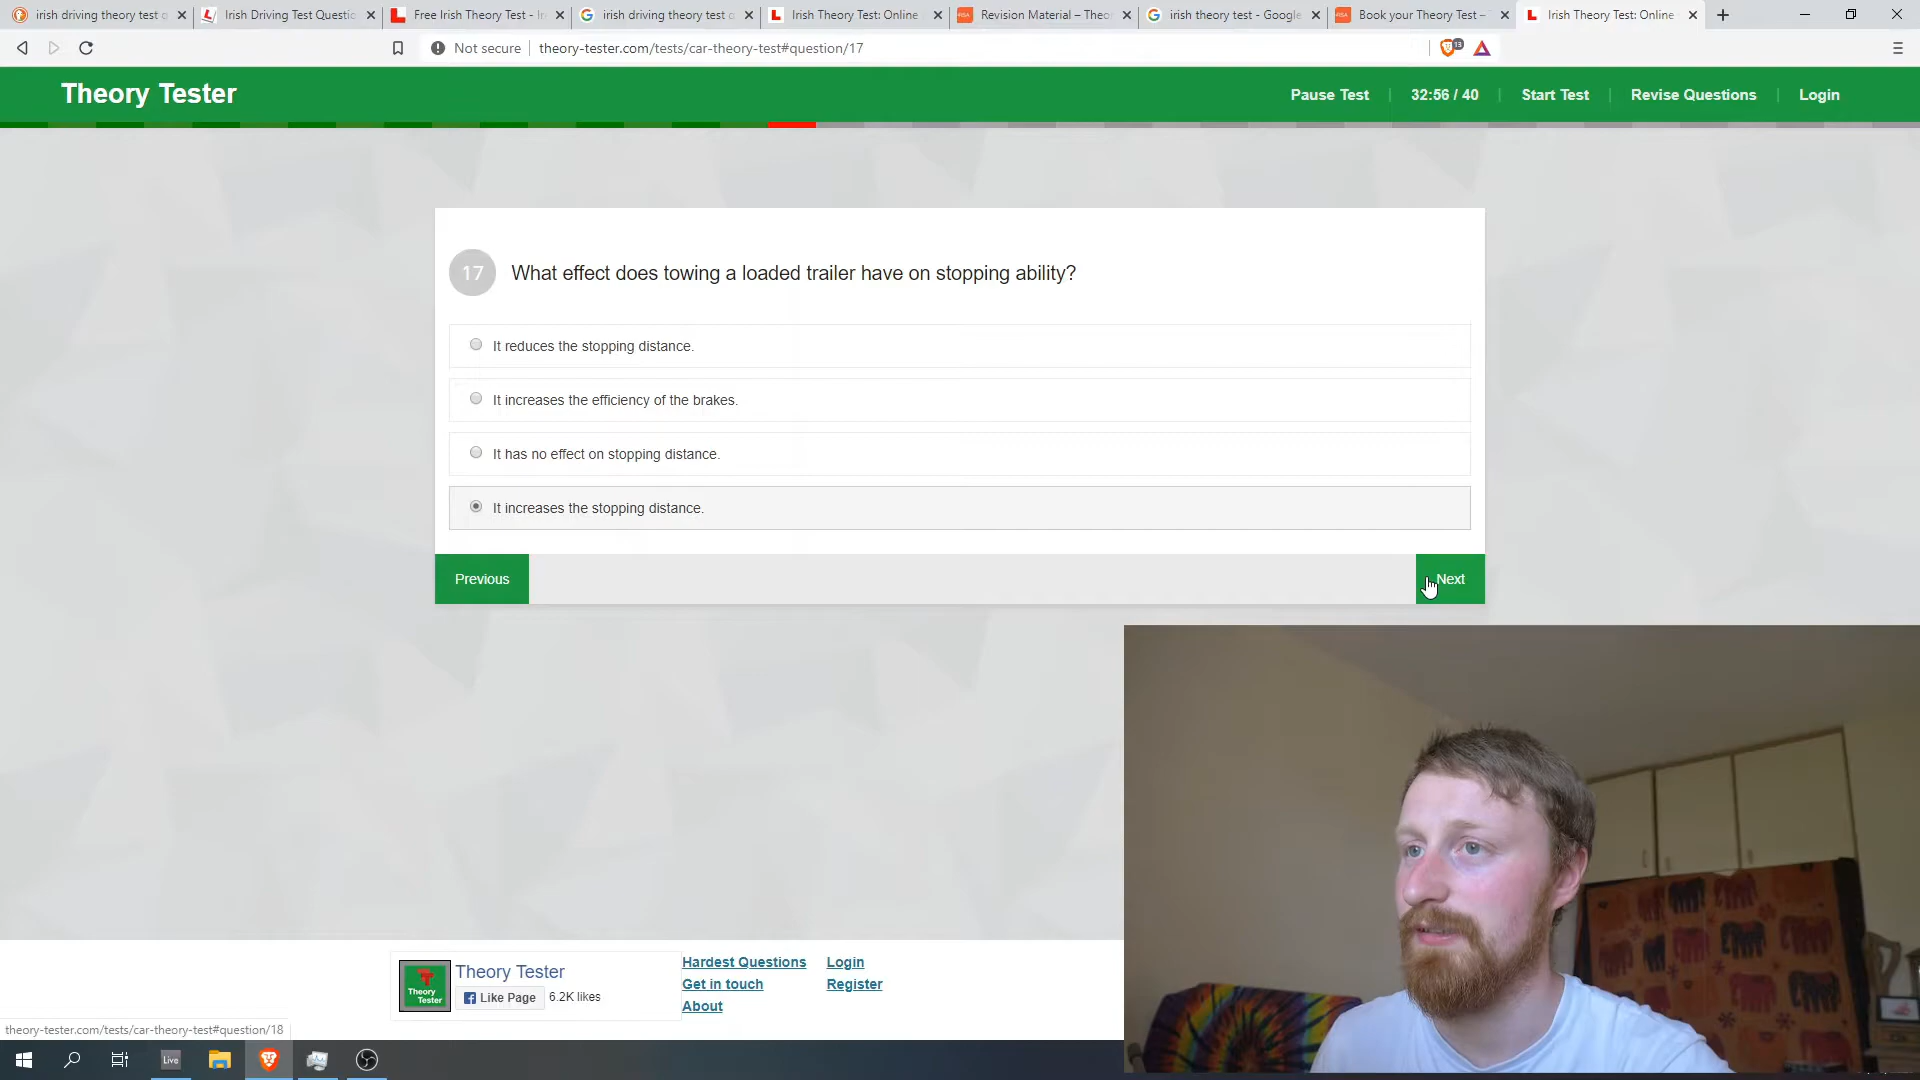 irish driving theory test q
Irish Driving Test Questio
Free Irish Theory Test - Ir
irish driving theory test q
Irish Theory Test: Online
Revision Material – Theo
irish theory test - Google
Book your Theory Test –
Irish Theory Test: Online
Not secure
theory-tester.com/tests/car-theory-test#question/17
13
Theory Tester
Pause Test
32:56 / 40
Start Test
Revise Questions
Login
17
What effect does towing a loaded trailer have on stopping ability?
It reduces the stopping distance.
It increases the efficiency of the brakes.
It has no effect on stopping distance.
It increases the stopping distance.
Previous
Next
Theory Tester
Theory Tester
Like Page
6.2K likes
Hardest Questions
Login
Get in touch
Register
About
theory-tester.com/tests/car-theory-test#question/18
Live